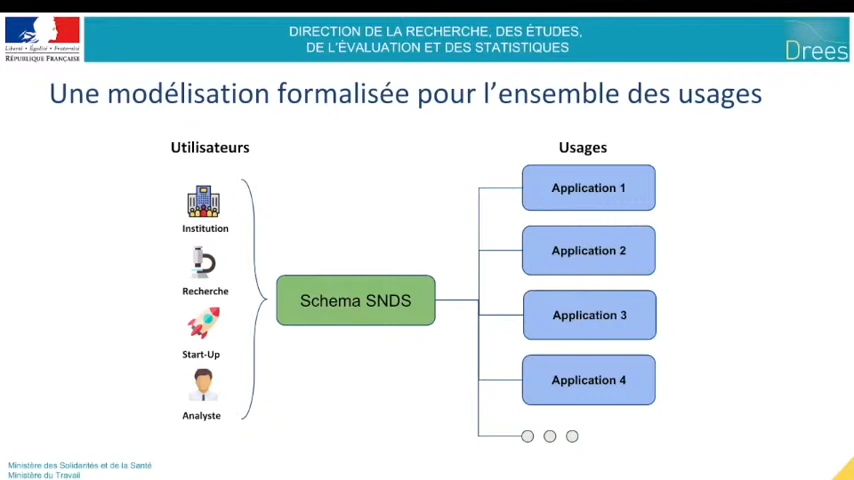 DIRECTION DE LA RECHERCHE, DES ÉTUDES,
DE L'ÉVALUATION ET DES STATISTIQUES
Liberté • Égalité • Fraternité
RÉPUBLIQUE FRANÇAISE
Drees
Une modélisation formalisée pour l'ensemble des usages
Utilisateurs
Usages
Institution
Recherche
Start-Up
Analyste
Schema SNDS
Application 1
Application 2
Application 3
Application 4
Ministère des Solidarités et de la Santé
Ministère du Travail